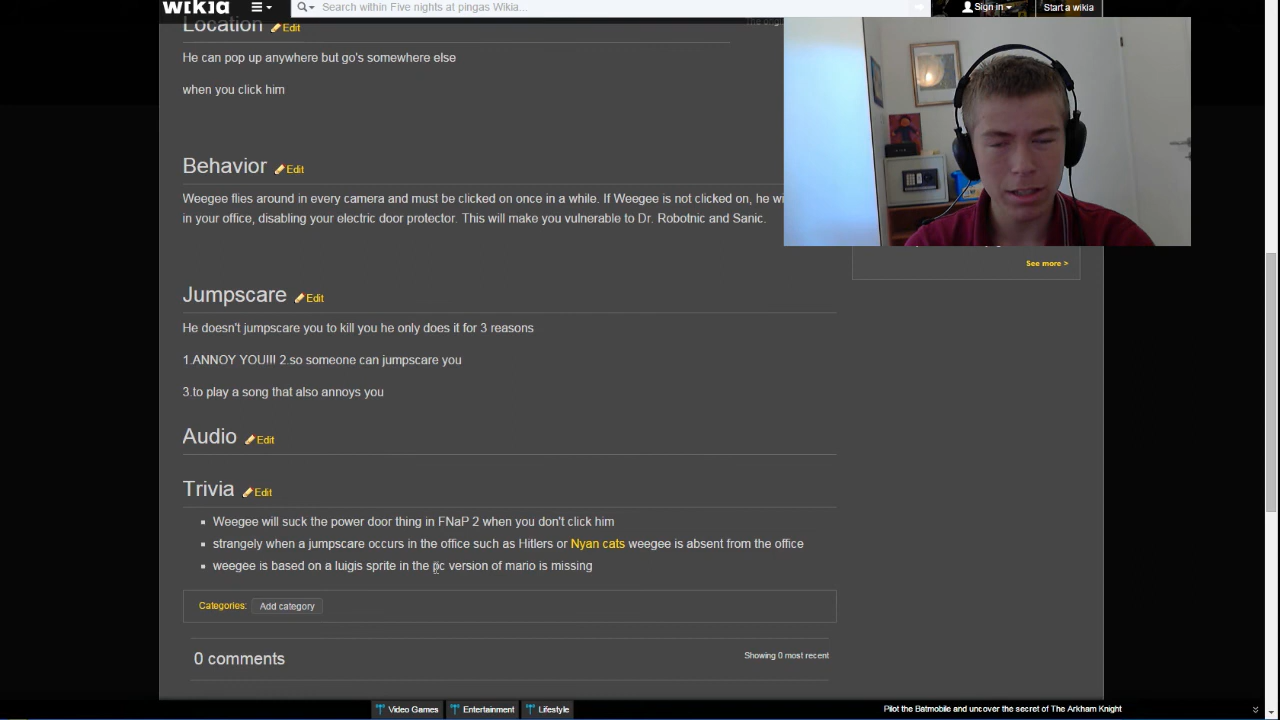 wikia
Search within Five nights at pingas Wikia...
Sign in
Start a wikia
Location Edit
He can pop up anywhere but go's somewhere else
when you click him
Behavior Edit
Weegee flies around in every camera and must be clicked on once in a while. If Weegee is not clicked on, he wi
in your office, disabling your electric door protector. This will make you vulnerable to Dr. Robotnic and Sanic.
See more >
Jumpscare Edit
He doesn't jumpscare you to kill you he only does it for 3 reasons
1.ANNOY YOU!!! 2.so someone can jumpscare you
3.to play a song that also annoys you
Audio Edit
Trivia Edit
Weegee will suck the power door thing in FNaP 2 when you don't click him
strangely when a jumpscare occurs in the office such as Hitlers or Nyan cats weegee is absent from the office
weegee is based on a luigis sprite in the pc version of mario is missing
Categories: Add category
0 comments
Showing 0 most recent
Video Games Entertainment Lifestyle
Pilot the Batmobile and uncover the secret of The Arkham Knight